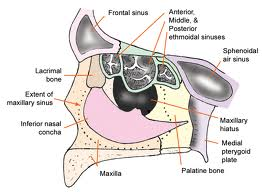 Frontal sinus
Anterior,
Middle, &
Posterior
ethmoidal sinuses
Sphenoidal
air sinus
Lacrimal
bone
Extent of
maxillary sinus
Inferior nasal
concha
Maxilla
Palatine bone
Maxillary
hiatus
Medial
pterygoid
plate